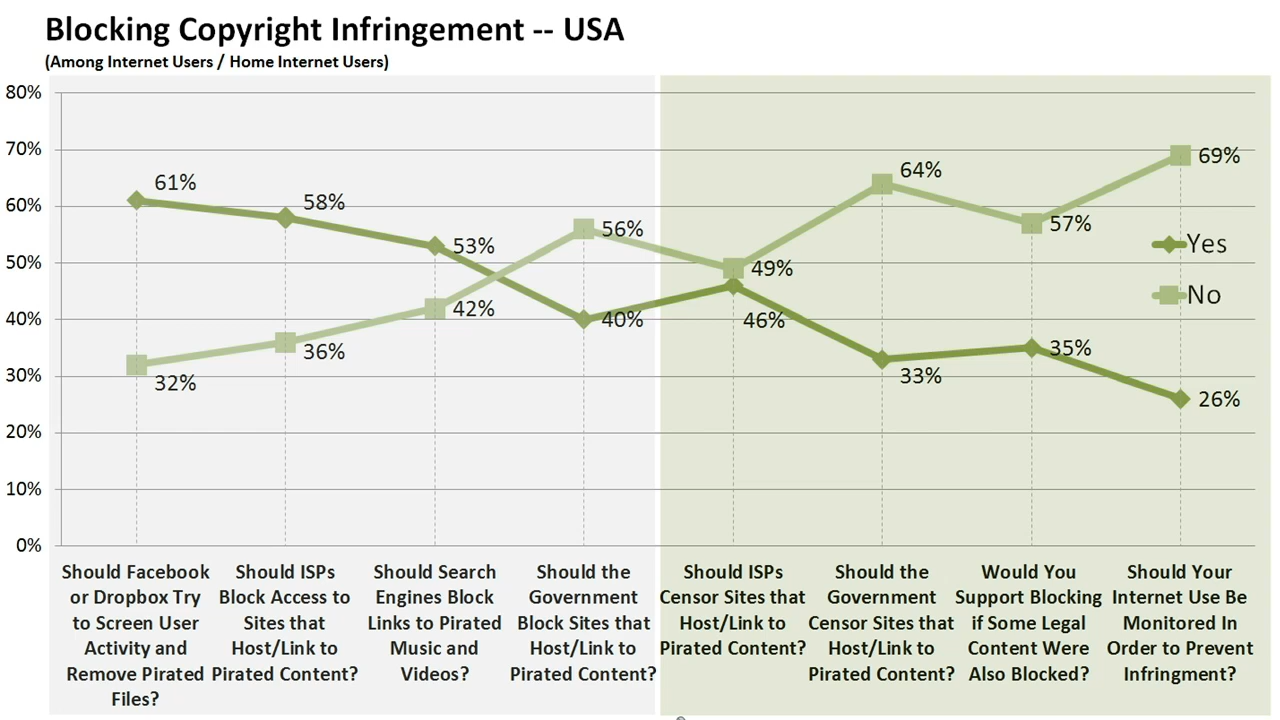 Blocking Copyright Infringement -- USA
(Among Internet Users / Home Internet Users)
80%
70%
60%
50%
40%
30%
20%
10%
0%
61%
58%
53%
40%
46%
33%
35%
26%
32%
36%
42%
56%
49%
64%
57%
69%
Yes
No
Should Facebook
or Dropbox Try
to Screen User
Activity and
Remove Pirated
Files?
Should ISPs
Block Access to
Sites that
Host/Link to
Pirated Content?
Should Search
Engines Block
Links to Pirated
Music and
Videos?
Should the
Government
Block Sites that
Host/Link to
Pirated Content?
Should ISPs
Censor Sites that
Host/Link to
Pirated Content?
Should the
Government
Censor Sites that
Host/Link to
Pirated Content?
Would You
Support Blocking
if Some Legal
Content Were
Also Blocked?
Should Your
Internet Use Be
Monitored In
Order to Prevent
Infringment?